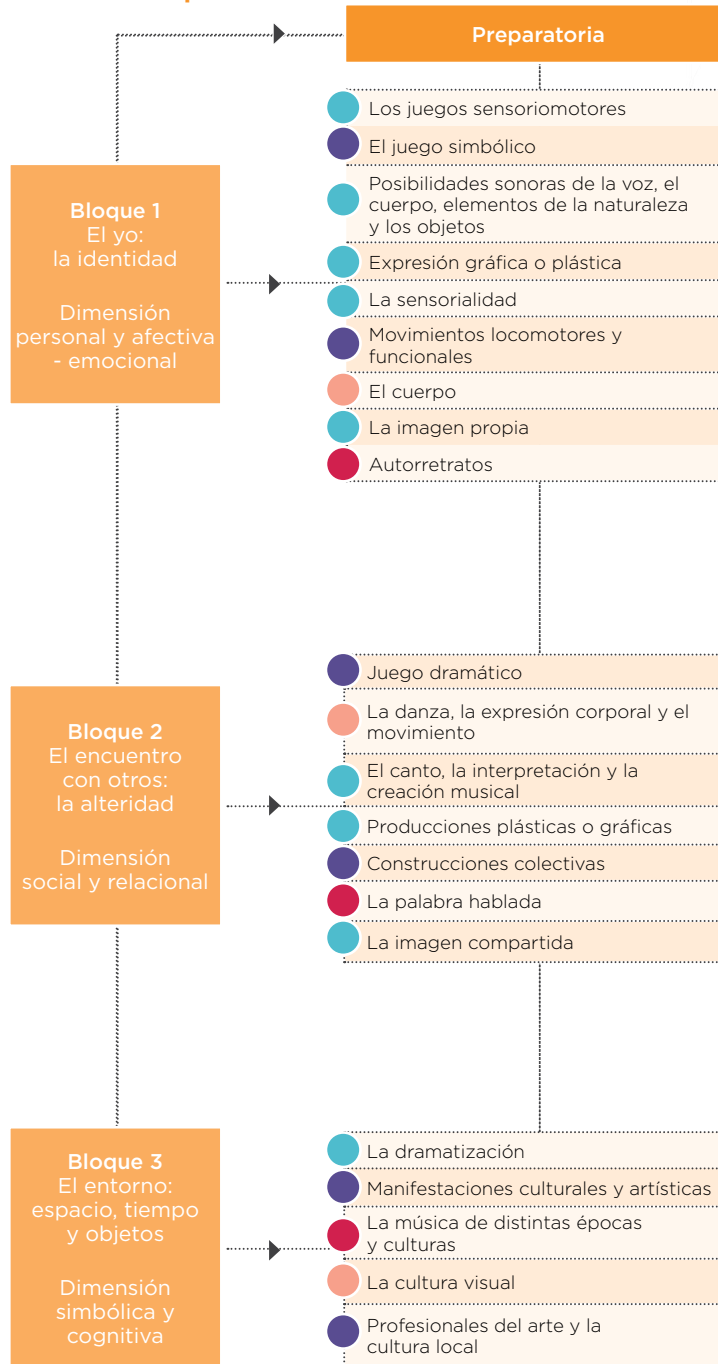 Preparatoria
Bloque 1
El yo:
la identidad
Dimensión
personal y afectiva
- emocional
Los juegos sensoriomotores
El juego simbólico
Posibilidades sonoras de la voz, el
cuerpo, elementos de la naturaleza
y los objetos
Expresión gráfica o plástica
La sensorialidad
Movimientos locomotores y
funcionales
El cuerpo
La imagen propia
Autorretratos
Bloque 2
El encuentro
con otros:
la alteridad
Dimensión
social y relacional
Juego dramático
La danza, la expresión corporal y el
movimiento
El canto, la interpretación y la
creación musical
Producciones plásticas o gráficas
Construcciones colectivas
La palabra hablada
La imagen compartida
Bloque 3
El entorno:
espacio, tiempo
y objetos
Dimensión
simbólica y
cognitiva
La dramatización
Manifestaciones culturales y artísticas
La música de distintas épocas
y culturas
La cultura visual
Profesionales del arte y la
cultura local